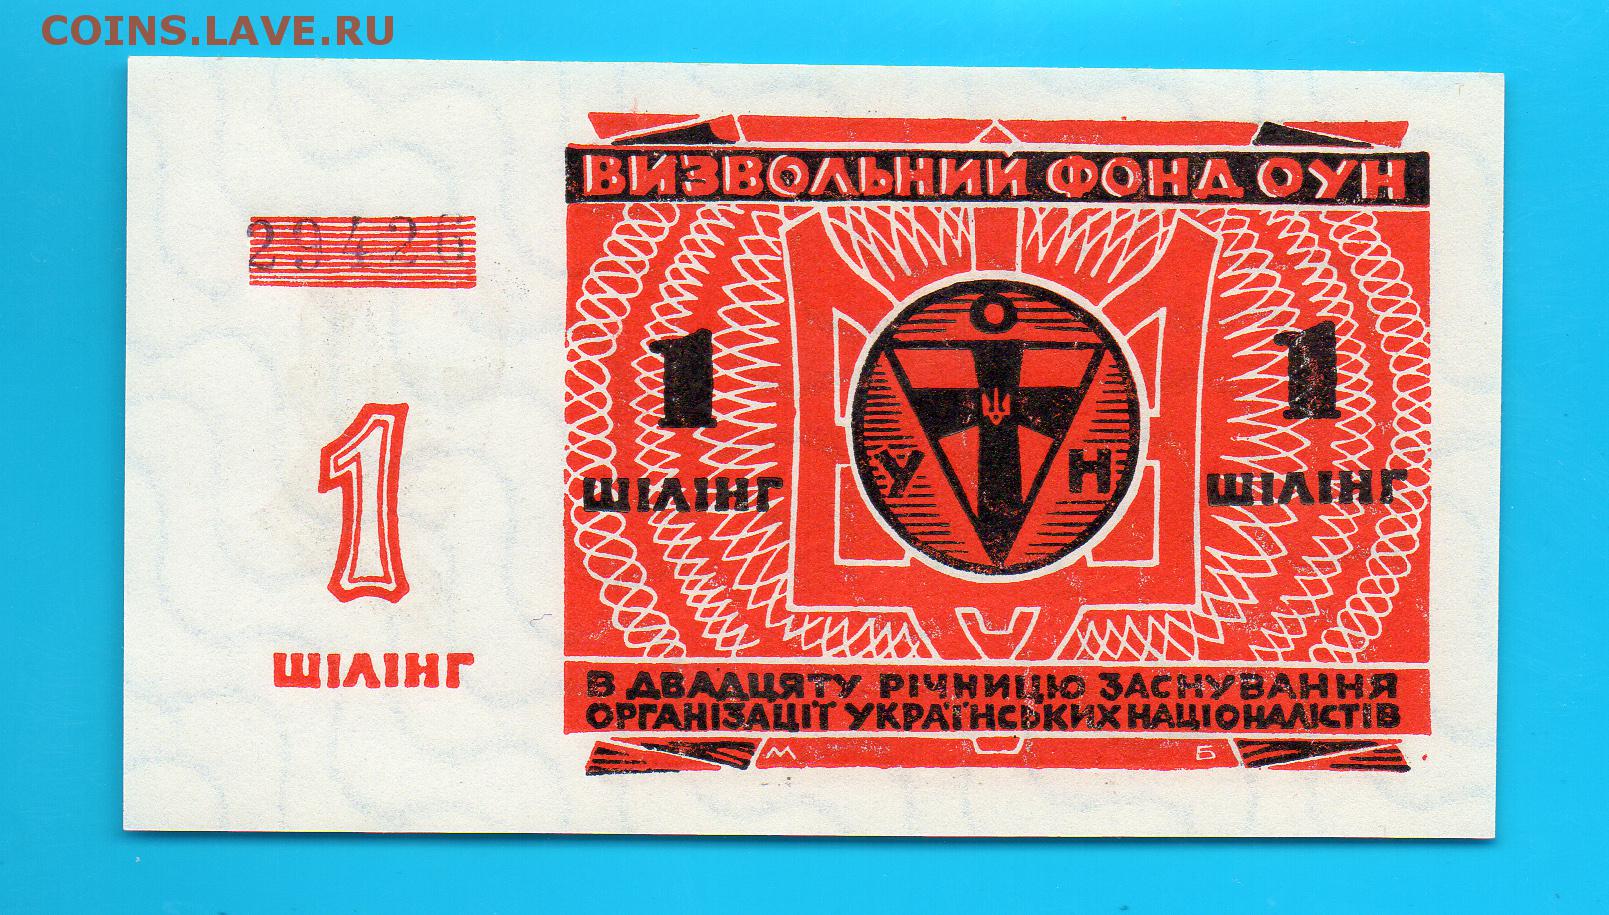 COINS.LAVE.RU
ВИЗВОЛЬНИЙ ФОНД ОУН
29426
1
ШІЛІНГ
1
ШІЛІНГ
О
У Н
1
ШІЛІНГ
В ДВАДЦЯТУ РІЧНИЦЮ ЗАСНУВАННЯ
ОРГАНІЗАЦІЇ УКРАЇНСЬКИХ НАЦІОНАЛІСТІВ
М Б